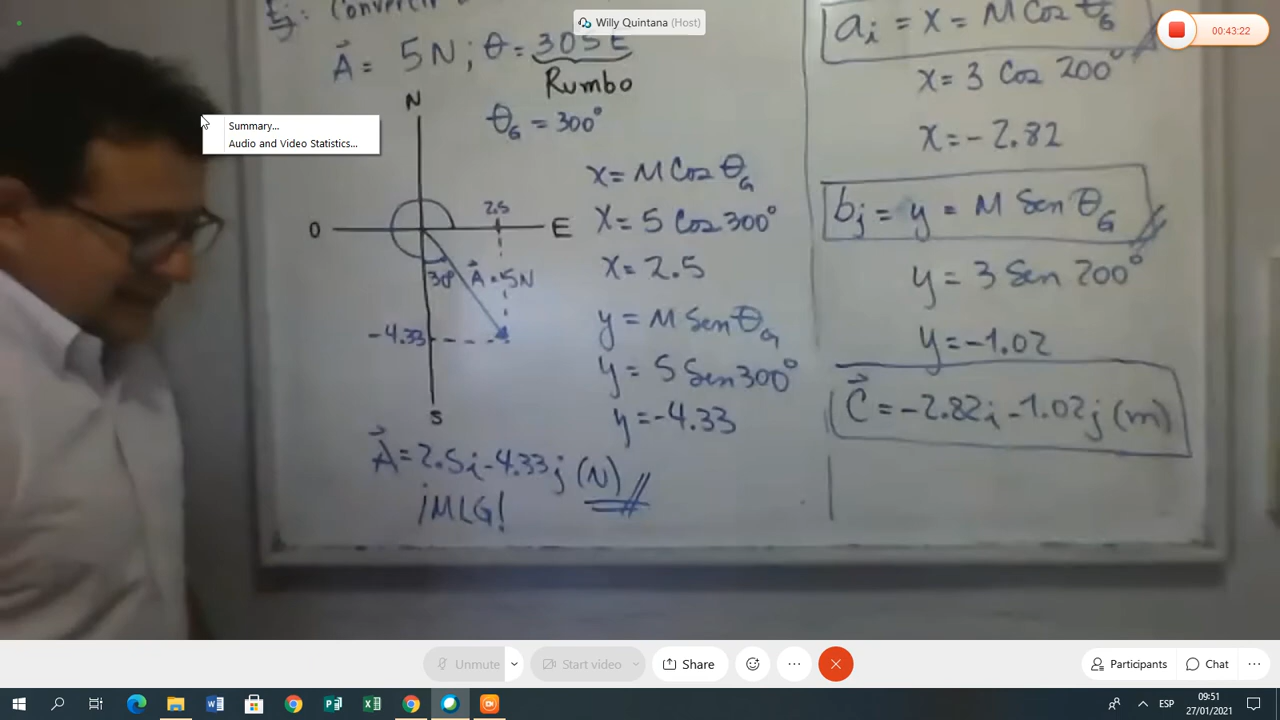 Willy Quintana (Host)
00:43:22
Ej: Convertir
A = 5N; θ = 30SE
Rumbo
θG = 300°
N
O
E
S
2.5
30°
A = 5N
-4.33
x = M Cos θG
x = 5 Cos 300°
x = 2.5
y = M Sen θG
y = 5 Sen 300°
y = -4.33
A = 2.5i - 4.33j (N)
¡MLG!
ai = x = M Cos θG
x = 3 Cos 200°
x = -2.82
bj = y = M Sen θG
y = 3 Sen 200°
y = -1.02
C = -2.82i - 1.02j (m)
Summary...
Audio and Video Statistics...
Unmute
Start video
Share
Participants
Chat
ESP
09:51
27/01/2021